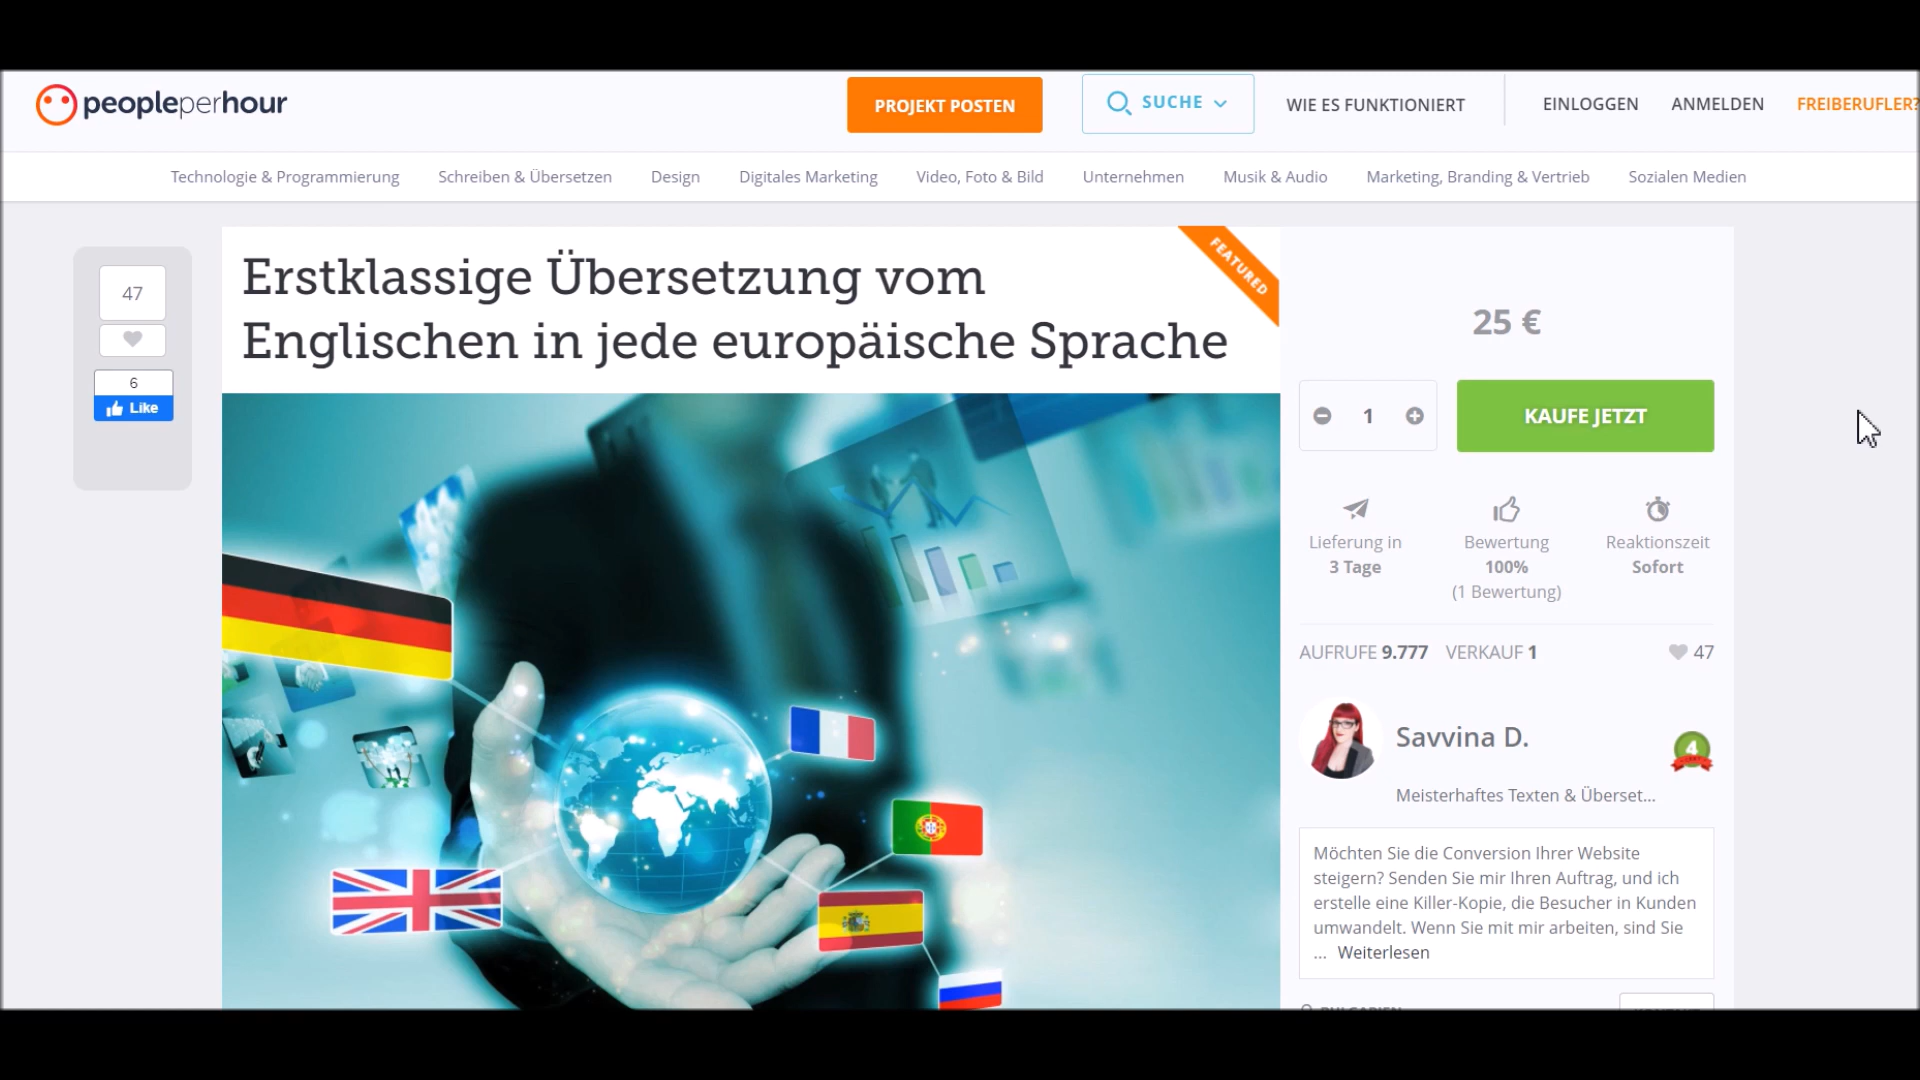 peopleperhour
PROJEKT POSTEN
SUCHE
WIE ES FUNKTIONIERT
EINLOGGEN
ANMELDEN
FREIBERUFLER?
Technologie & Programmierung
Schreiben & Übersetzen
Design
Digitales Marketing
Video, Foto & Bild
Unternehmen
Musik & Audio
Marketing, Branding & Vertrieb
Sozialen Medien
47
6
Like
Erstklassige Übersetzung vom
Englischen in jede europäische Sprache
FEATURED
25 €
1
KAUFE JETZT
Lieferung in
3 Tage
Bewertung
100%
(1 Bewertung)
Reaktionszeit
Sofort
AUFRUFE 9.777 VERKAUF 1
47
Savvina D.
4
Meisterhaftes Texten & Überset...
Möchten Sie die Conversion Ihrer Website
steigern? Senden Sie mir Ihren Auftrag, und ich
erstelle eine Killer-Kopie, die Besucher in Kunden
umwandelt. Wenn Sie mit mir arbeiten, sind Sie
... Weiterlesen